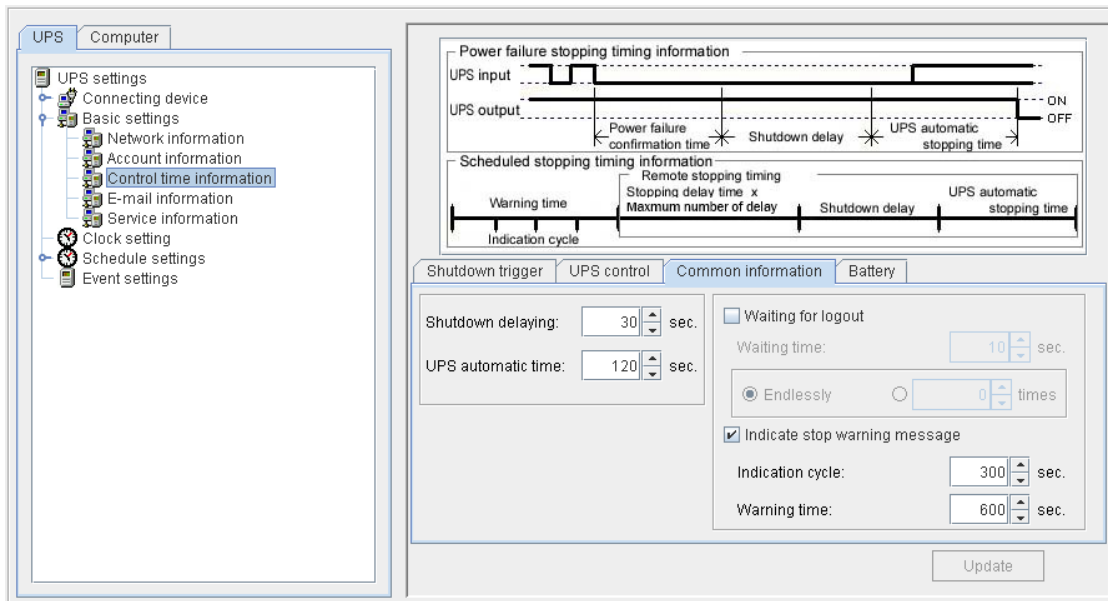 UPS Computer
UPS settings
Connecting device
Basic settings
Network information
Account information
Control time information
E-mail information
Service information
Clock setting
Schedule settings
Event settings
Power failure stopping timing information
UPS input
UPS output
ON
OFF
Power failure
confirmation time
Shutdown delay
UPS automatic
stopping time
Scheduled stopping timing information
Remote stopping timing
Warning time
Stopping delay time x
Maxmum number of delay
Shutdown delay
UPS automatic
stopping time
Indication cycle
Shutdown trigger UPS control Common information Battery
Shutdown delaying: 30 sec.
UPS automatic time: 120 sec.
Waiting for logout
Waiting time: 10 sec.
Endlessly 0 times
Indicate stop warning message
Indication cycle: 300 sec.
Warning time: 600 sec.
Update